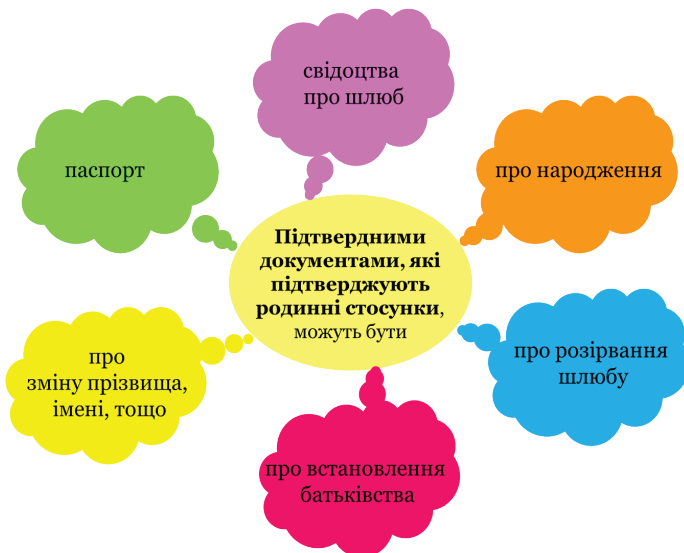 свідоцтва
про шлюб
паспорт
про народження
Підтвердними
документами, які
підтверджують
родинні стосунки,
можуть бути
про
зміну прізвища,
імені, тощо
про розірвання
шлюбу
про встановлення
батьківства